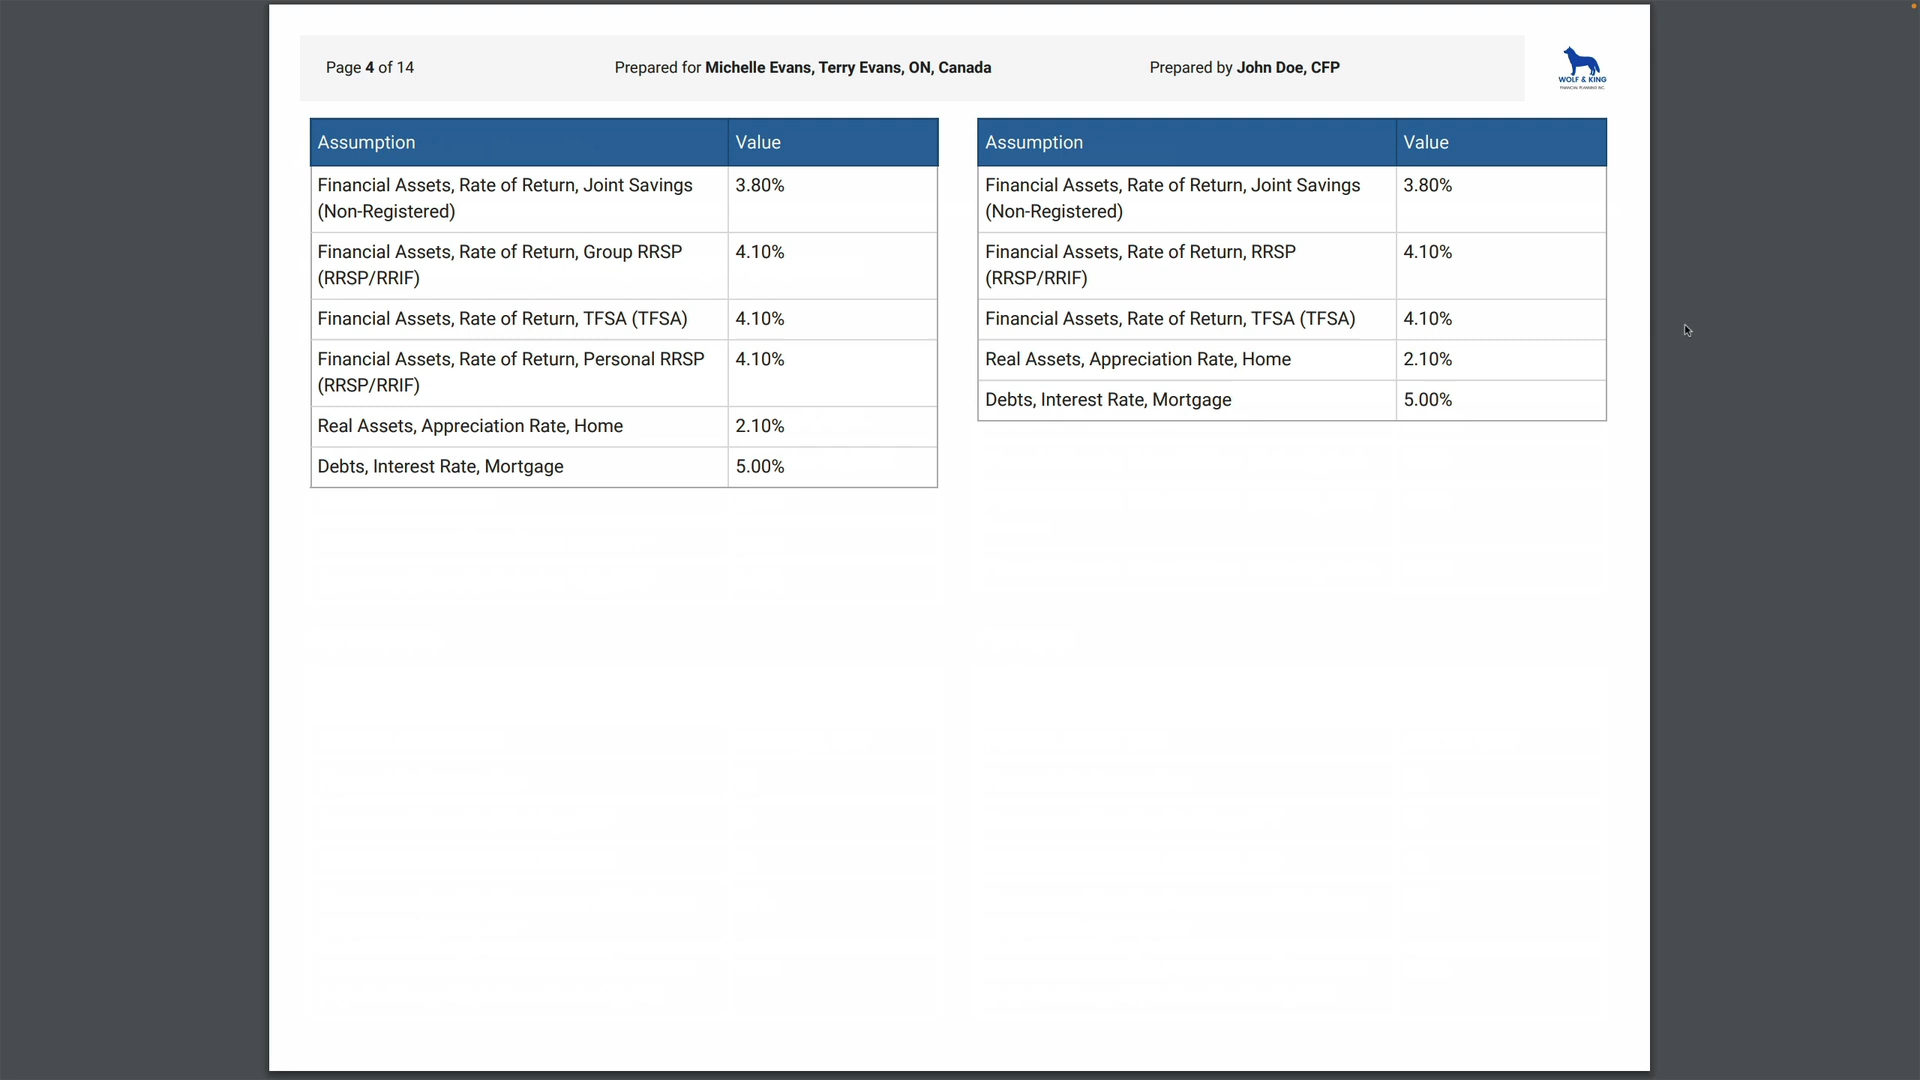 Page 4 of 14
Prepared for Michelle Evans, Terry Evans, ON, Canada
Prepared by John Doe, CFP
WOLF & KING
FINANCIAL PLANNING INC.
Assumption Value
Financial Assets, Rate of Return, Joint Savings 3.80%
(Non-Registered)
Financial Assets, Rate of Return, Group RRSP 4.10%
(RRSP/RRIF)
Financial Assets, Rate of Return, TFSA (TFSA) 4.10%
Financial Assets, Rate of Return, Personal RRSP 4.10%
(RRSP/RRIF)
Real Assets, Appreciation Rate, Home 2.10%
Debts, Interest Rate, Mortgage 5.00%
Assumption Value
Financial Assets, Rate of Return, Joint Savings 3.80%
(Non-Registered)
Financial Assets, Rate of Return, RRSP 4.10%
(RRSP/RRIF)
Financial Assets, Rate of Return, TFSA (TFSA) 4.10%
Real Assets, Appreciation Rate, Home 2.10%
Debts, Interest Rate, Mortgage 5.00%